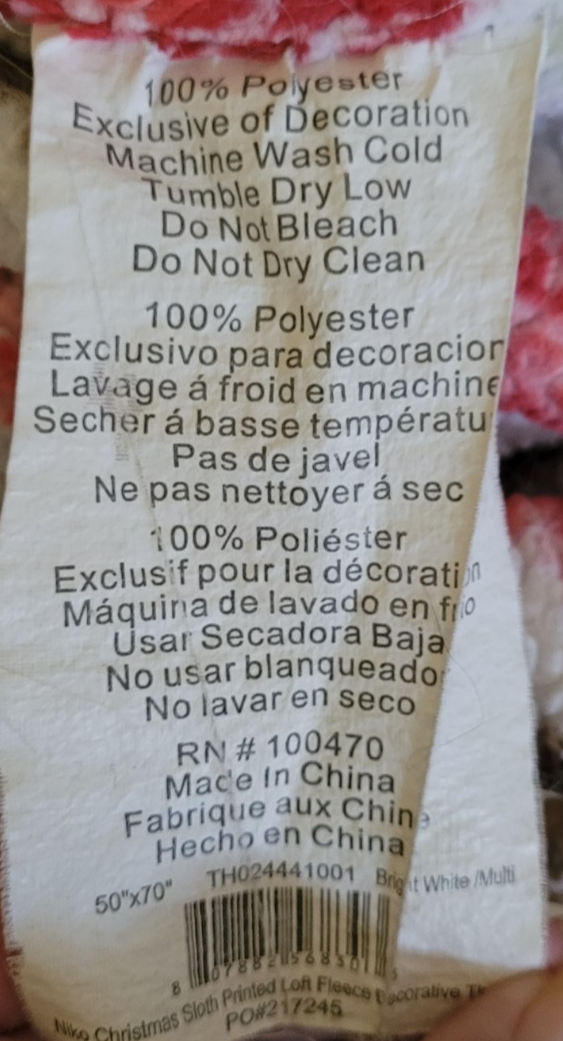 100% Polyester
Exclusive of Decoration
Machine Wash Cold
Tumble Dry Low
Do Not Bleach
Do Not Dry Clean
100% Polyester
Exclusivo para decoracion
Lavage á froid en machine
Secher á basse températu
Pas de javel
Ne pas nettoyer á sec
100% Poliéster
Exclusif pour la décoration
Máquina de lavado en frio
Usar Secadora Baja
No usar blanqueado
No lavar en seco
RN # 100470
Made In China
Fabrique aux Chine
Hecho en China
50"x70" TH024441001 Bright White /Multi
8
Niko Christmas Sloth Printed Loft Fleece Decorative
PO#217245